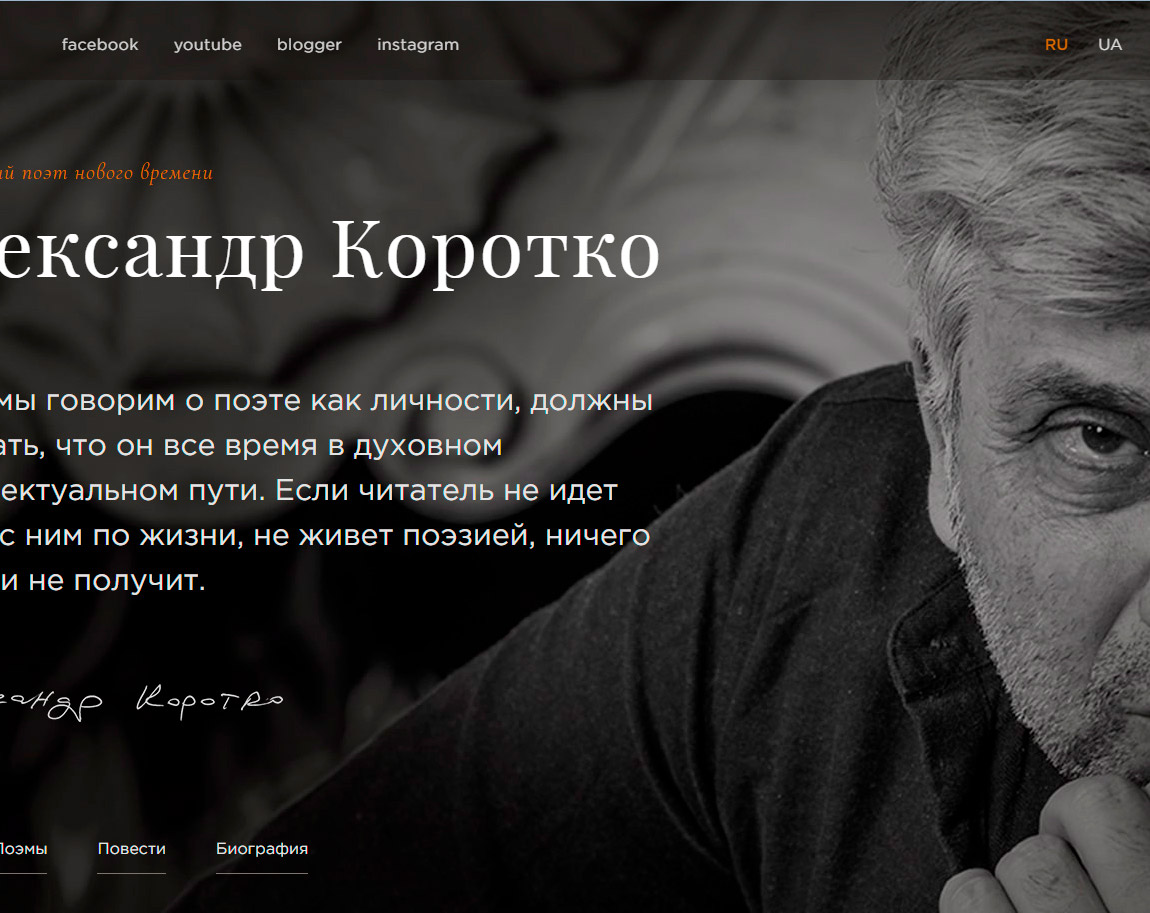 facebook youtube blogger instagram RU UA
ий поэт нового времени
ександр Коротко
мы говорим о поэте как личности, должны
ать, что он все время в духовном
ектуальном пути. Если читатель не идет
с ним по жизни, не живет поэзией, ничего
и не получит.
сандр Коротко
Поэмы Повести Биография